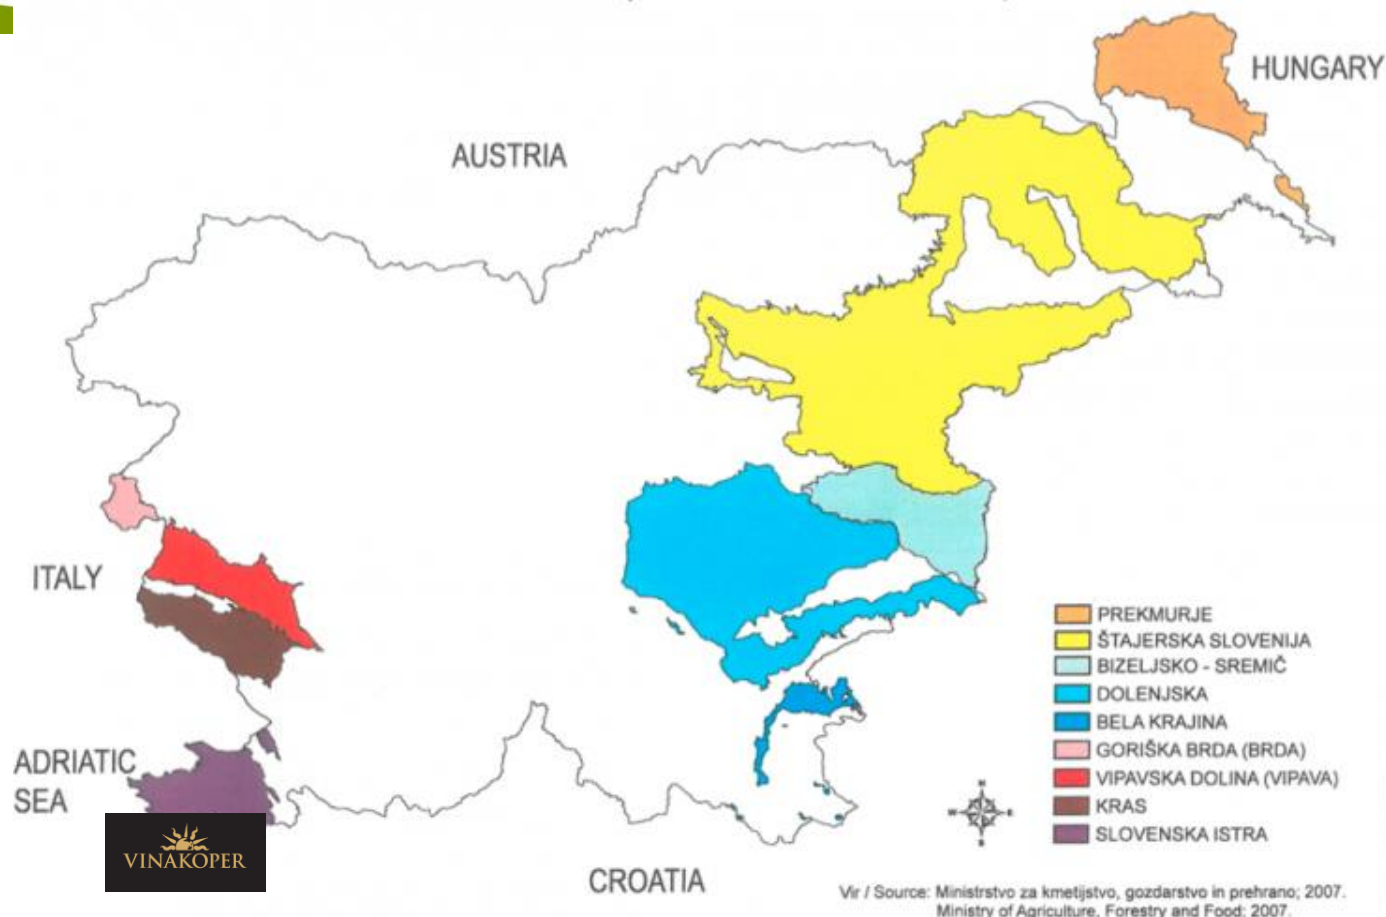 HUNGARY
AUSTRIA
ITALY
PREKMURJE
ŠTAJERSKA SLOVENIJA
BIZELJSKO - SREMIČ
DOLENJSKA
BELA KRAJINA
GORIŠKA BRDA (BRDA)
VIPAVSKA DOLINA (VIPAVA)
KRAS
SLOVENSKA ISTRA
ADRIATIC
SEA
N
W
E
S
VINAKOPER
CROATIA
Vir / Source: Ministrstvo za kmetijstvo, gozdarstvo in prehrano; 2007.
Ministry of Agriculture, Forestry and Food; 2007.